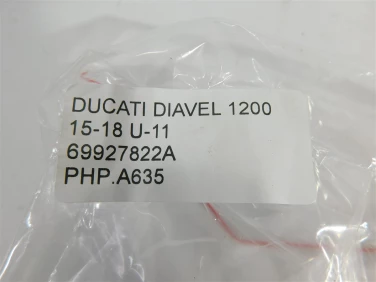 DUCATI DIAVEL 1200
15-18 U-11
69927822A
PHP.A635